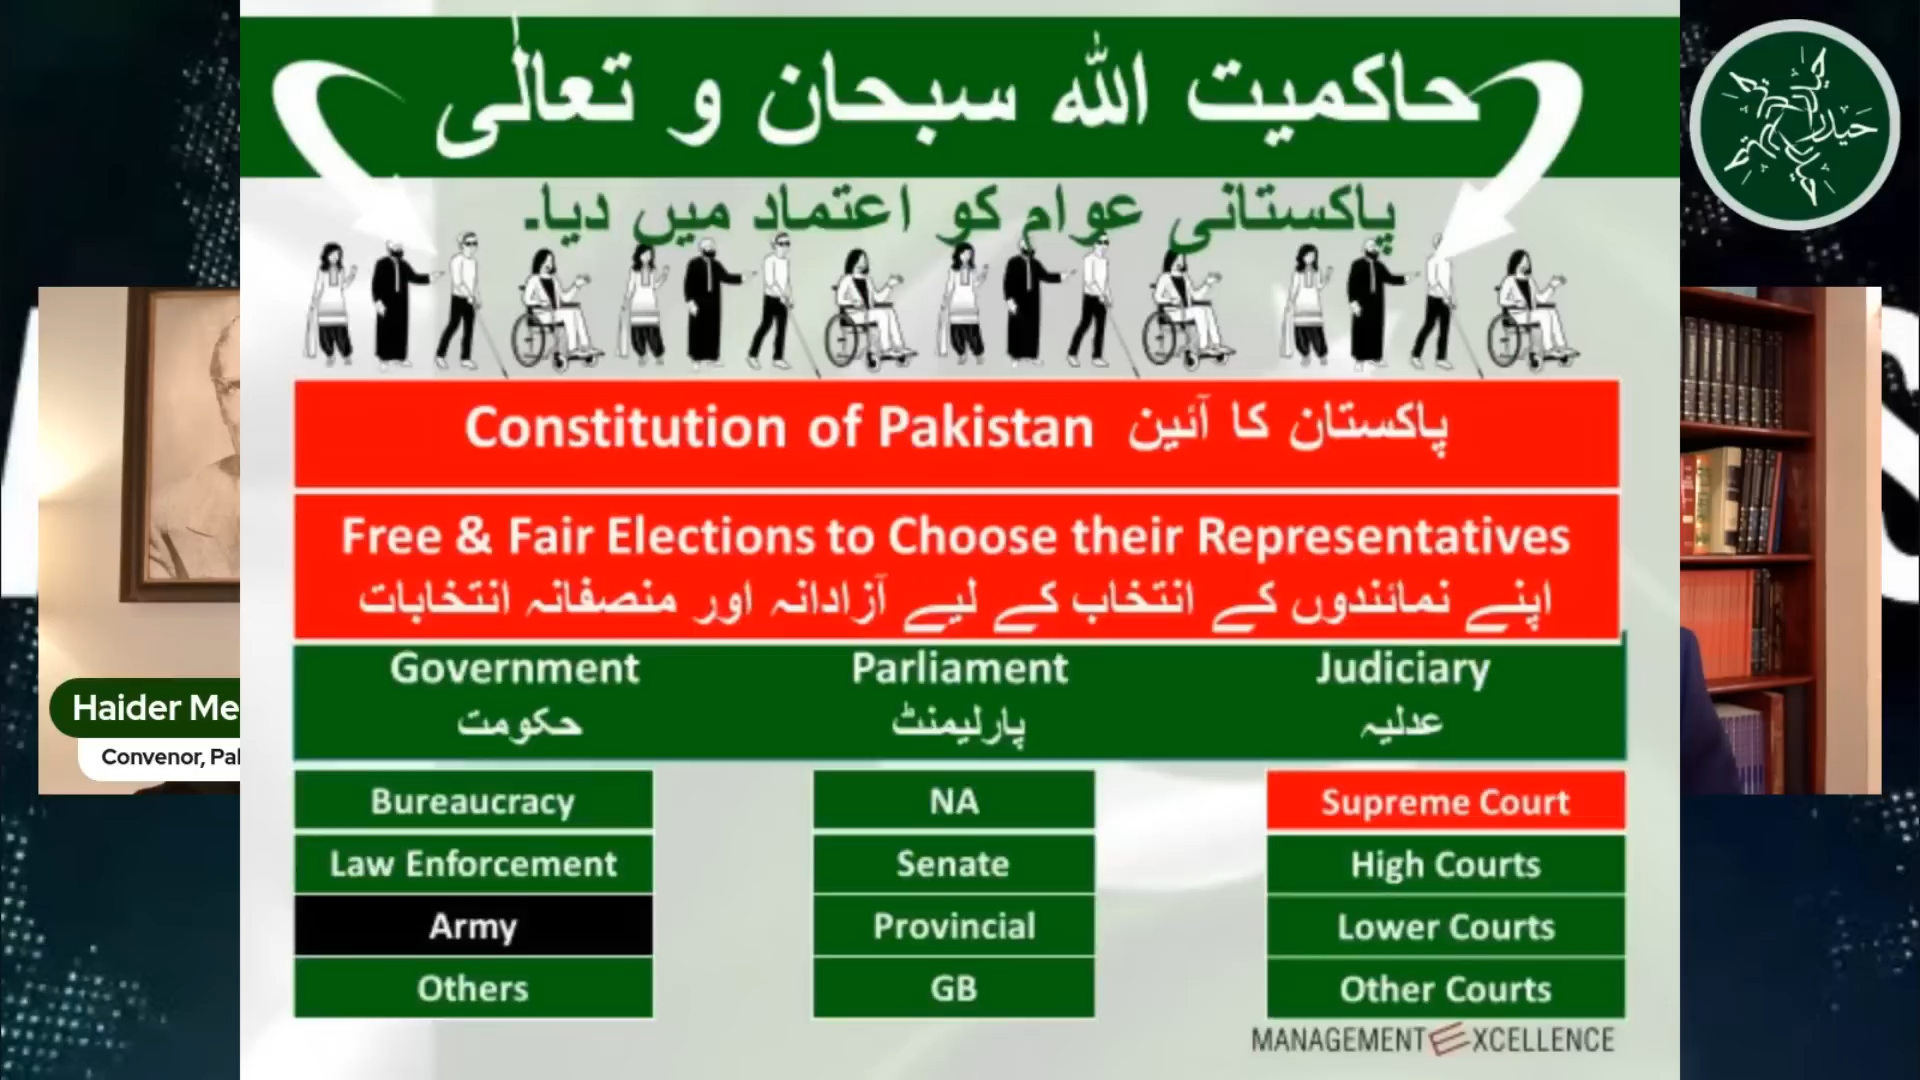 حاکمیت اللہ سبحان و تعالٰی
پاکستانی عوام کو اعتماد میں دیا۔
Constitution of Pakistan پاکستان کا آئین
Free & Fair Elections to Choose their Representatives
اپنے نمائندوں کے انتخاب کے لیے آزادانہ اور منصفانہ انتخابات
Government Parliament Judiciary
حکومت پارلیمنٹ عدلیہ
Bureaucracy NA Supreme Court
Law Enforcement Senate High Courts
Army Provincial Lower Courts
Others GB Other Courts
MANAGEMENT EXCELLENCE
Haider Me
Convenor, Pa
حیدر